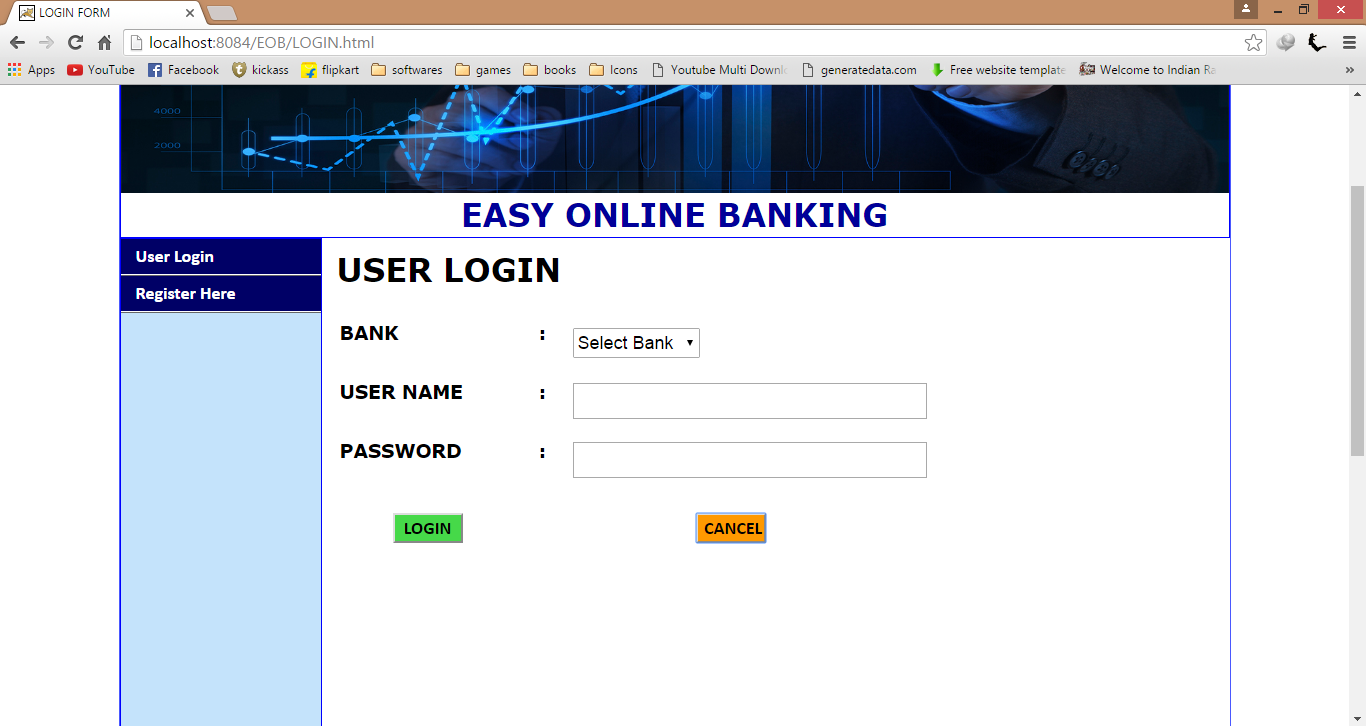 LOGIN FORM
localhost:8084/EOB/LOGIN.html
Apps YouTube Facebook kickass flipkart softwares games books Icons Youtube Multi Downl generatedata.com Free website template Welcome to Indian Ra »
4000
2000
EASY ONLINE BANKING
User Login
Register Here
USER LOGIN
BANK : Select Bank
USER NAME :
PASSWORD :
LOGIN CANCEL